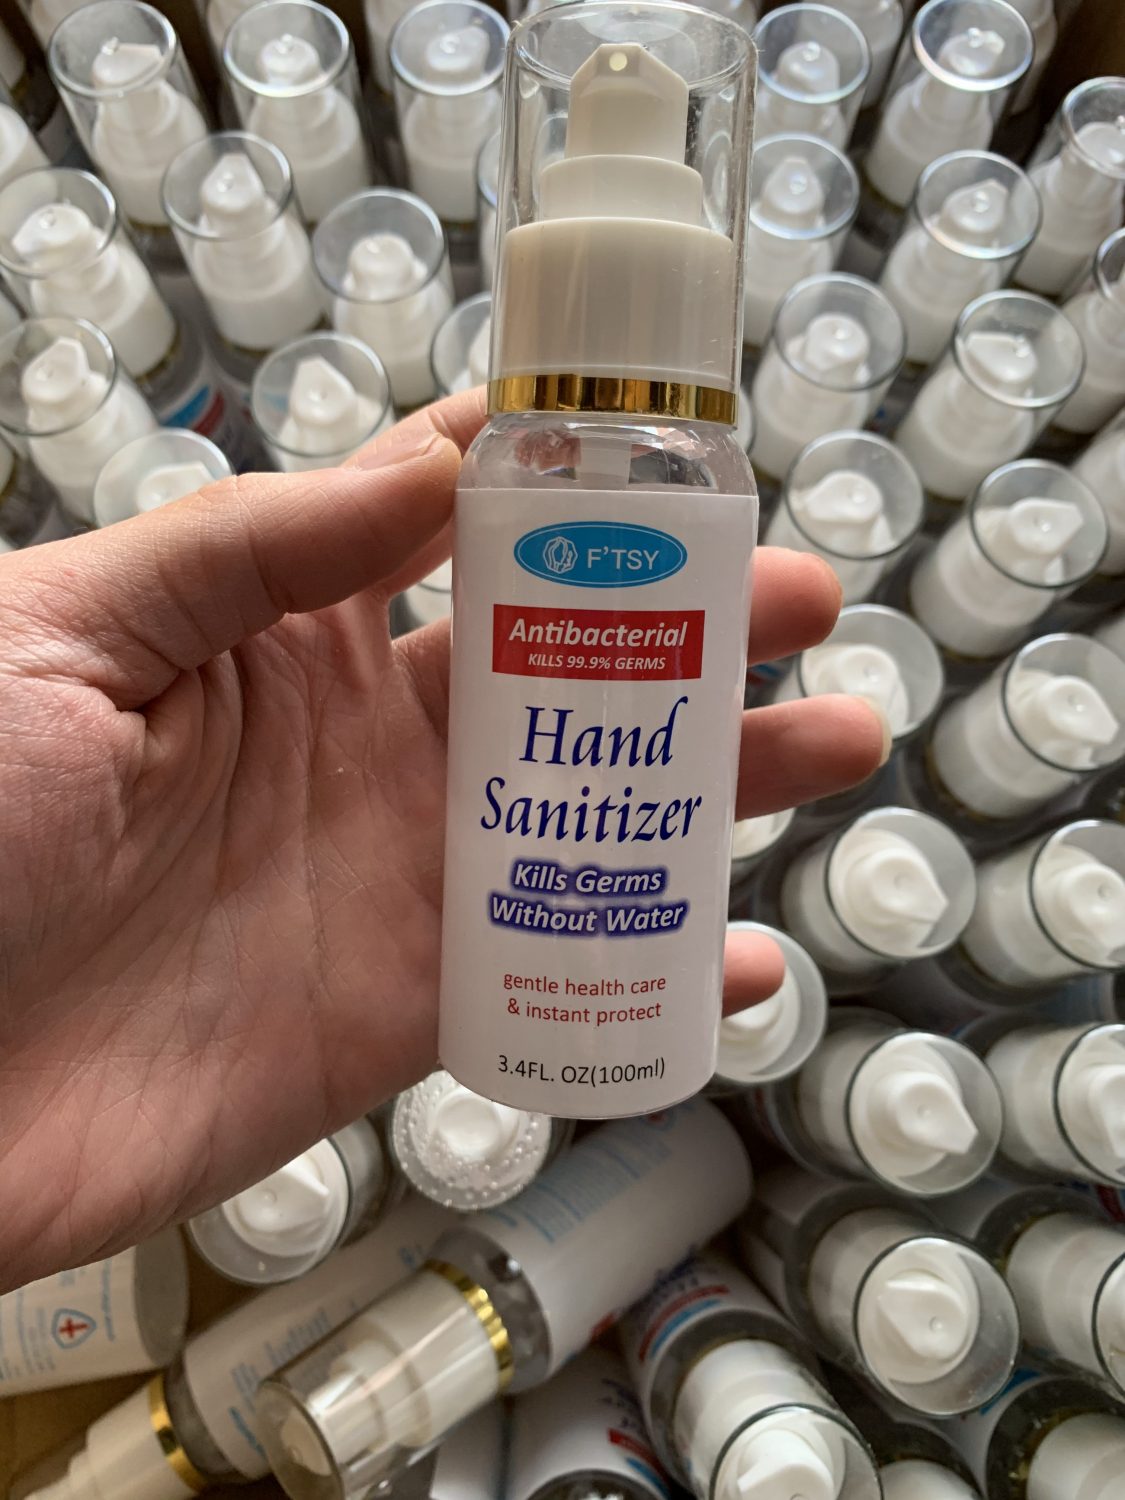 F'TSY
Antibacterial
KILLS 99.9% GERMS
Hand
Sanitizer
Kills Germs
Without Water
gentle health care
& instant protect
3.4FL. OZ(100ml)